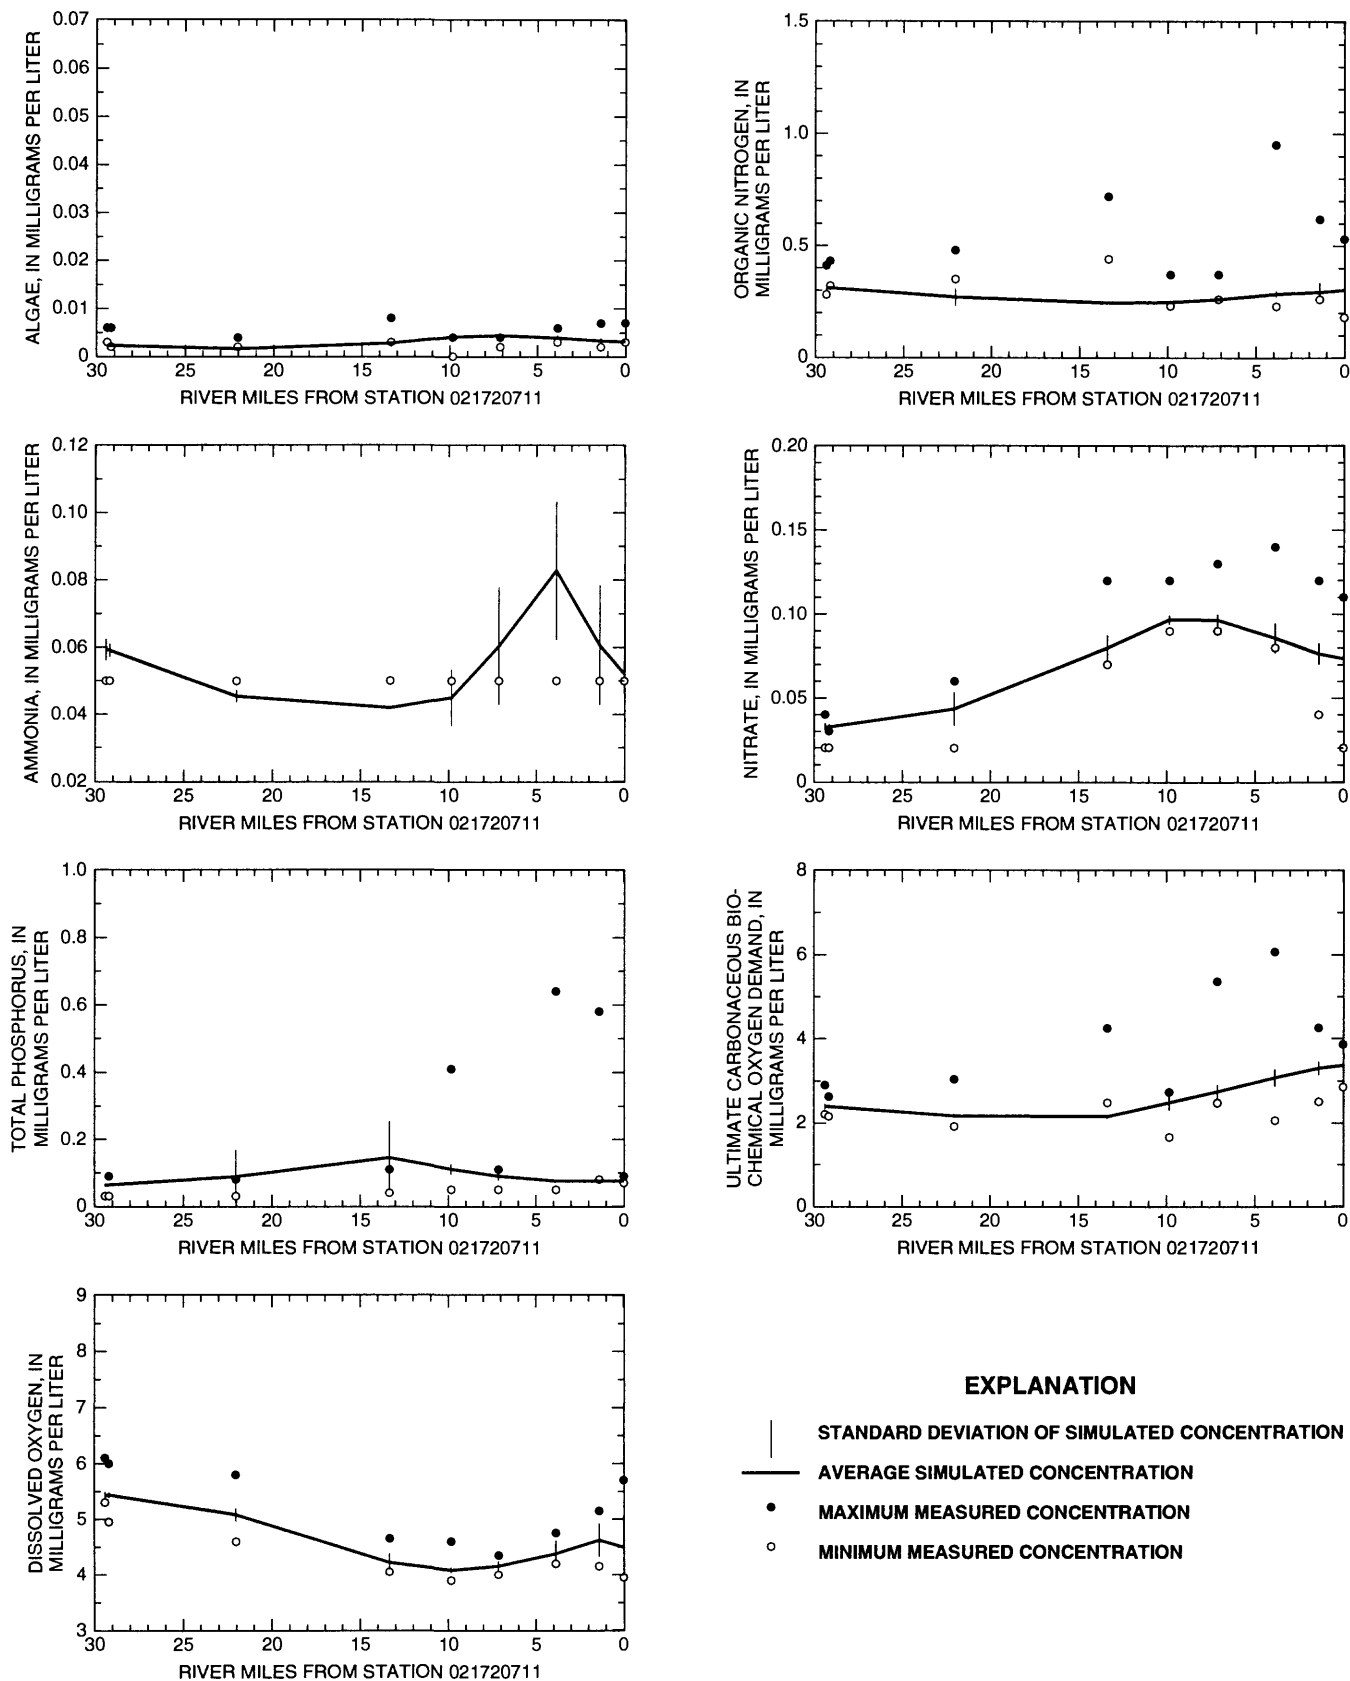 ALGAE, IN MILLIGRAMS PER LITER
0.07
0.06
0.05
0.04
0.03
0.02
0.01
0
30 25 20 15 10 5 0
RIVER MILES FROM STATION 021720711
ORGANIC NITROGEN, IN
MILLIGRAMS PER LITER
1.5
1.0
0.5
0
30 25 20 15 10 5 0
RIVER MILES FROM STATION 021720711
AMMONIA, IN MILLIGRAMS PER LITER
0.12
0.10
0.08
0.06
0.04
0.02
30 25 20 15 10 5 0
RIVER MILES FROM STATION 021720711
NITRATE, IN MILLIGRAMS PER LITER
0.20
0.15
0.10
0.05
0
30 25 20 15 10 5 0
RIVER MILES FROM STATION 021720711
TOTAL PHOSPHORUS, IN
MILLIGRAMS PER LITER
1.0
0.8
0.6
0.4
0.2
0
30 25 20 15 10 5 0
RIVER MILES FROM STATION 021720711
ULTIMATE CARBONACEOUS BIO-
CHEMICAL OXYGEN DEMAND, IN
MILLIGRAMS PER LITER
8
6
4
2
0
30 25 20 15 10 5 0
RIVER MILES FROM STATION 021720711
DISSOLVED OXYGEN, IN
MILLIGRAMS PER LITER
9
8
7
6
5
4
3
30 25 20 15 10 5 0
RIVER MILES FROM STATION 021720711
EXPLANATION
STANDARD DEVIATION OF SIMULATED CONCENTRATION
AVERAGE SIMULATED CONCENTRATION
MAXIMUM MEASURED CONCENTRATION
MINIMUM MEASURED CONCENTRATION